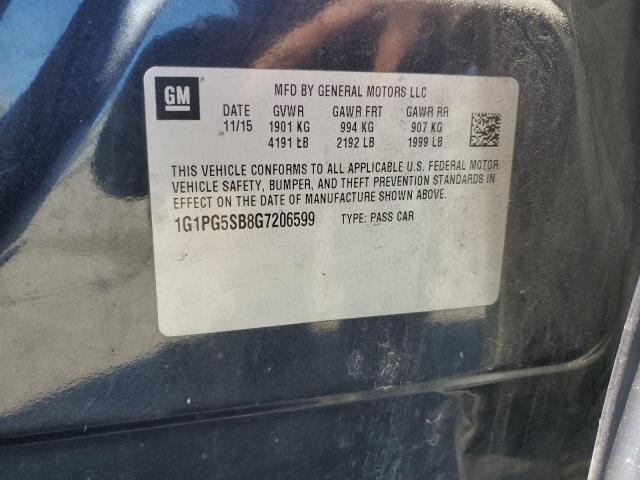 GM
MFD BY GENERAL MOTORS LLC
DATE GVWR GAWR FRT GAWR RR
11/15 1901 KG 994 KG 907 KG
4191 LB 2192 LB 1999 LB
THIS VEHICLE CONFORMS TO ALL APPLICABLE U.S. FEDERAL MOTOR
VEHICLE SAFETY, BUMPER, AND THEFT PREVENTION STANDARDS IN
EFFECT ON THE DATE OF MANUFACTURE SHOWN ABOVE.
1G1PG5SB8G7206599 TYPE: PASS CAR